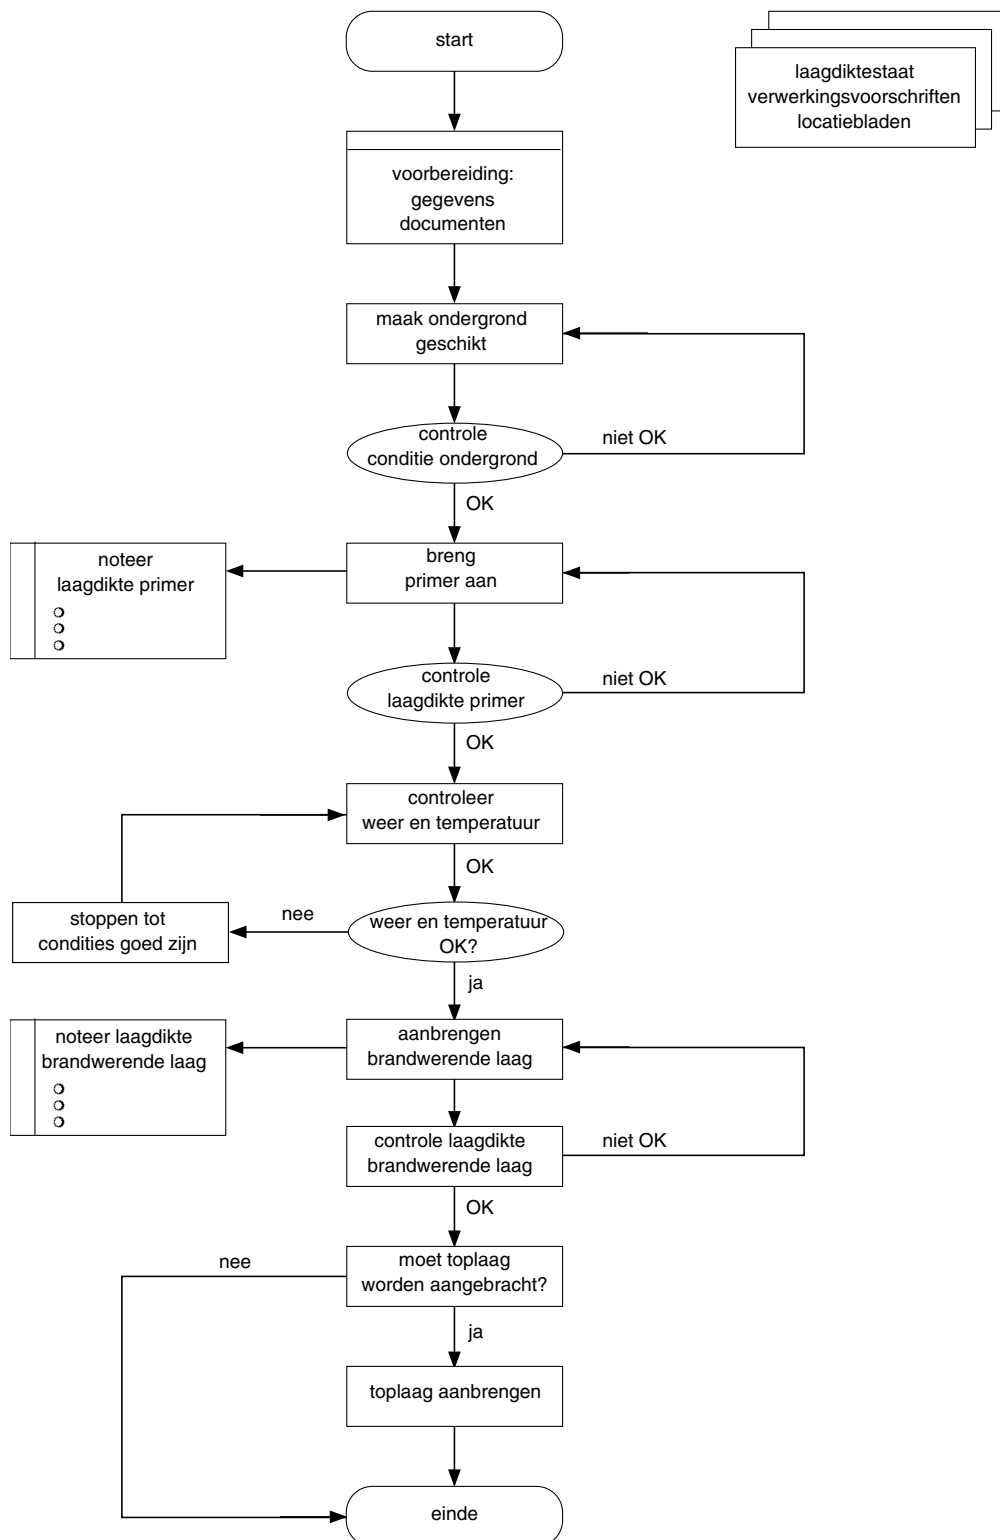 start
laagdiktestaat
verwerkingsvoorschriften
locatiebladen
voorbereiding:
gegevens
documenten
maak ondergrond
geschikt
controle
conditie ondergrond
niet OK
OK
noteer
laagdikte primer
breng
primer aan
controle
laagdikte primer
niet OK
OK
controleer
weer en temperatuur
OK
stoppen tot
condities goed zijn
nee
weer en temperatuur
OK?
ja
noteer laagdikte
brandwerende laag
aanbrengen
brandwerende laag
controle laagdikte
brandwerende laag
niet OK
OK
nee
moet toplaag
worden aangebracht?
ja
toplaag aanbrengen
einde